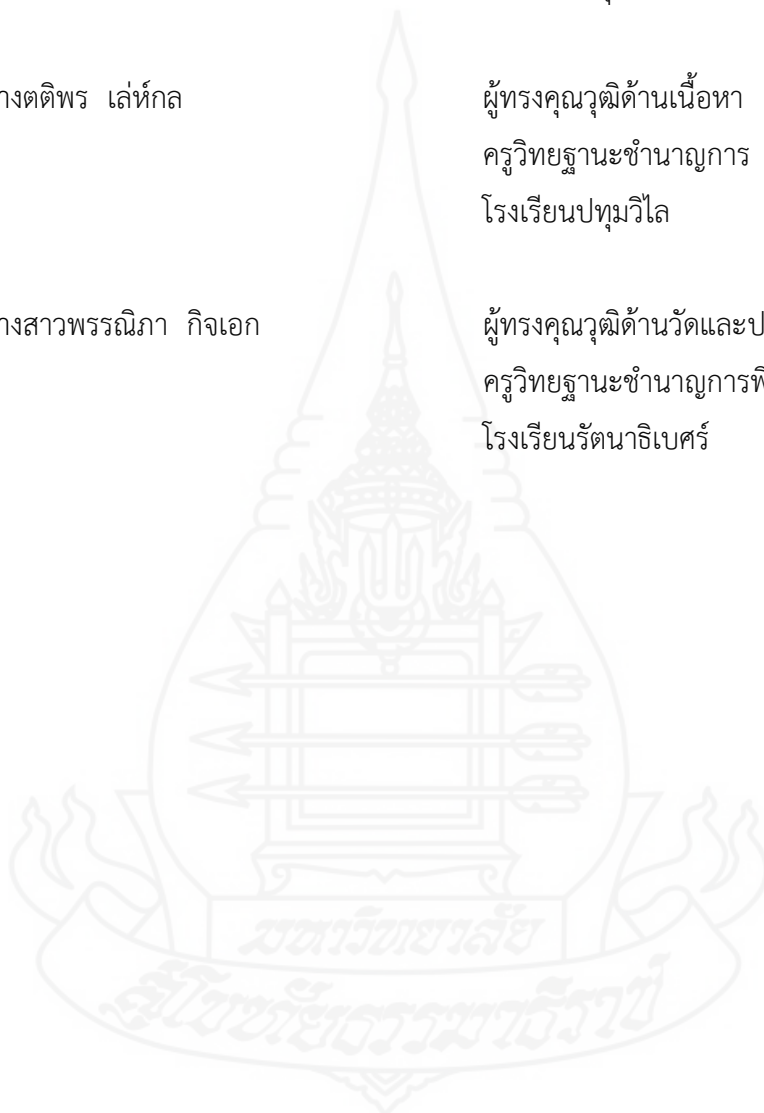 างตติพร เล่ห์กล ผู้ทรงคุณวุฒิด้านเนื้อหา
ครูวิทยฐานะชำนาญการ
โรงเรียนปทุมวิไล
างสาวพรรณิภา กิจเอก ผู้ทรงคุณวุฒิด้านวัดและป
ครูวิทยฐานะชำนาญการพิ
โรงเรียนรัตนาธิเบศร์
มหาวิทยาลัย
สุโขทัยธรรมาธิราช